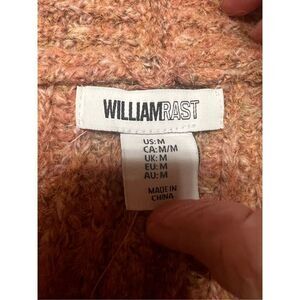 WILLIAMRAST
US: M
CA: M/M
UK: M
EU: M
AU: M
MADE IN
CHINA